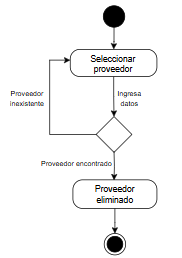 Seleccionar
proveedor
Proveedor
inexistente
Ingresa
datos
Proveedor encontrado
Proveedor
eliminado